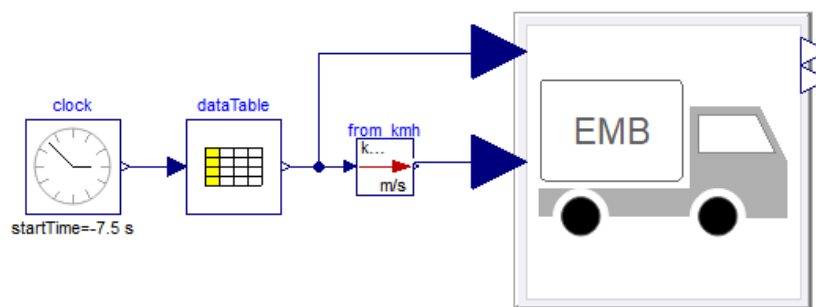 clock
dataTable
from_kmh
k...
m/s
EMB
startTime=-7.5 s